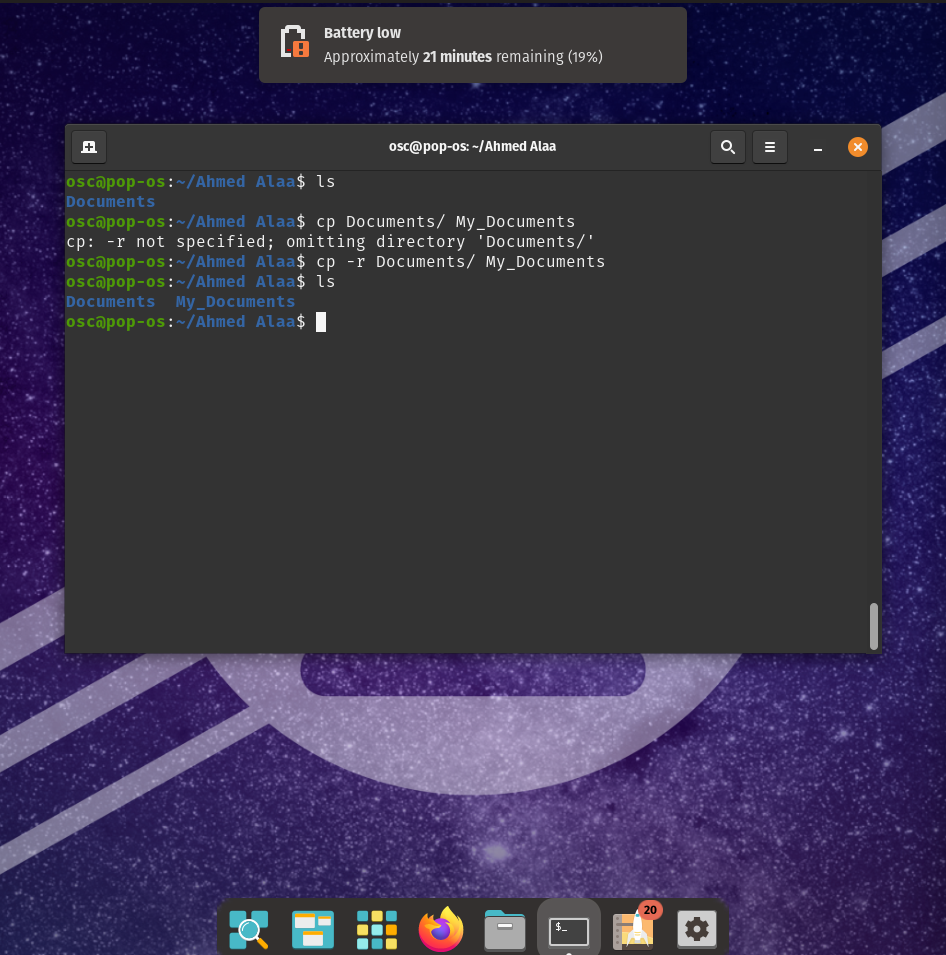 Battery low
Approximately 21 minutes remaining (19%)
osc@pop-os: ~/Ahmed Alaa
osc@pop-os:~/Ahmed Alaa$ ls
Documents
osc@pop-os:~/Ahmed Alaa$ cp Documents/ My_Documents
cp: -r not specified; omitting directory 'Documents/'
osc@pop-os:~/Ahmed Alaa$ cp -r Documents/ My_Documents
osc@pop-os:~/Ahmed Alaa$ ls
Documents  My_Documents
osc@pop-os:~/Ahmed Alaa$
$_
20